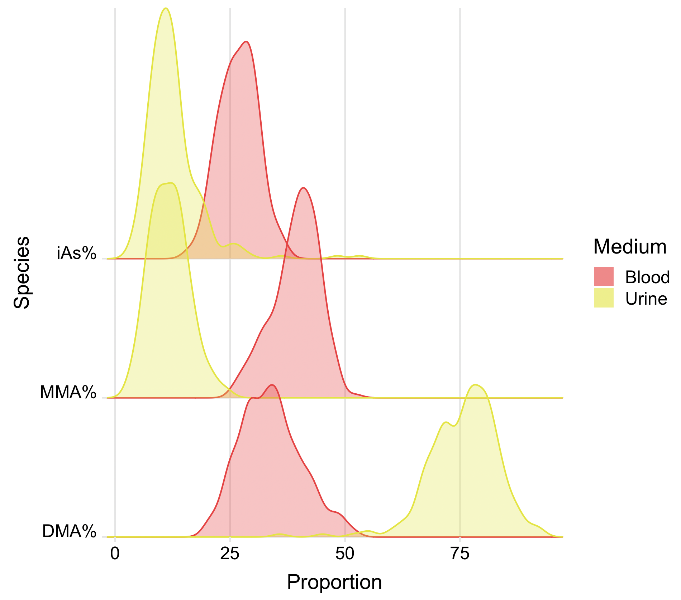 Species
iAs%
MMA%
DMA%
0 25 50 75
Proportion
Medium
Blood
Urine